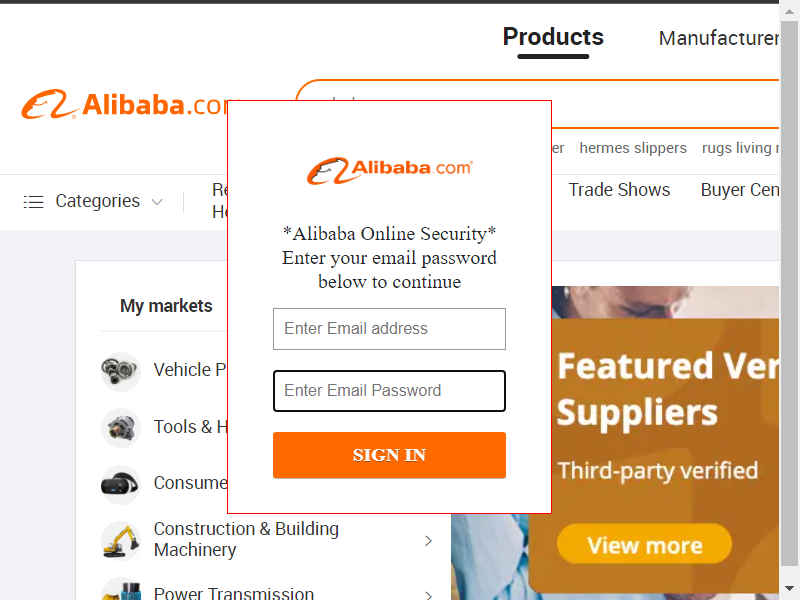 Products
Manufacturer
Alibaba.com
er
hermes slippers
rugs living
Categories
Trade Shows
Buyer Cen
Alibaba.com
*Alibaba Online Security*
Enter your email password
below to continue
Enter Email address
Enter Email Password
SIGN IN
My markets
Vehicle P
Tools & H
Consume
Construction & Building
Machinery
Power Transmission
Featured Ver
Suppliers
Third-party verified
View more